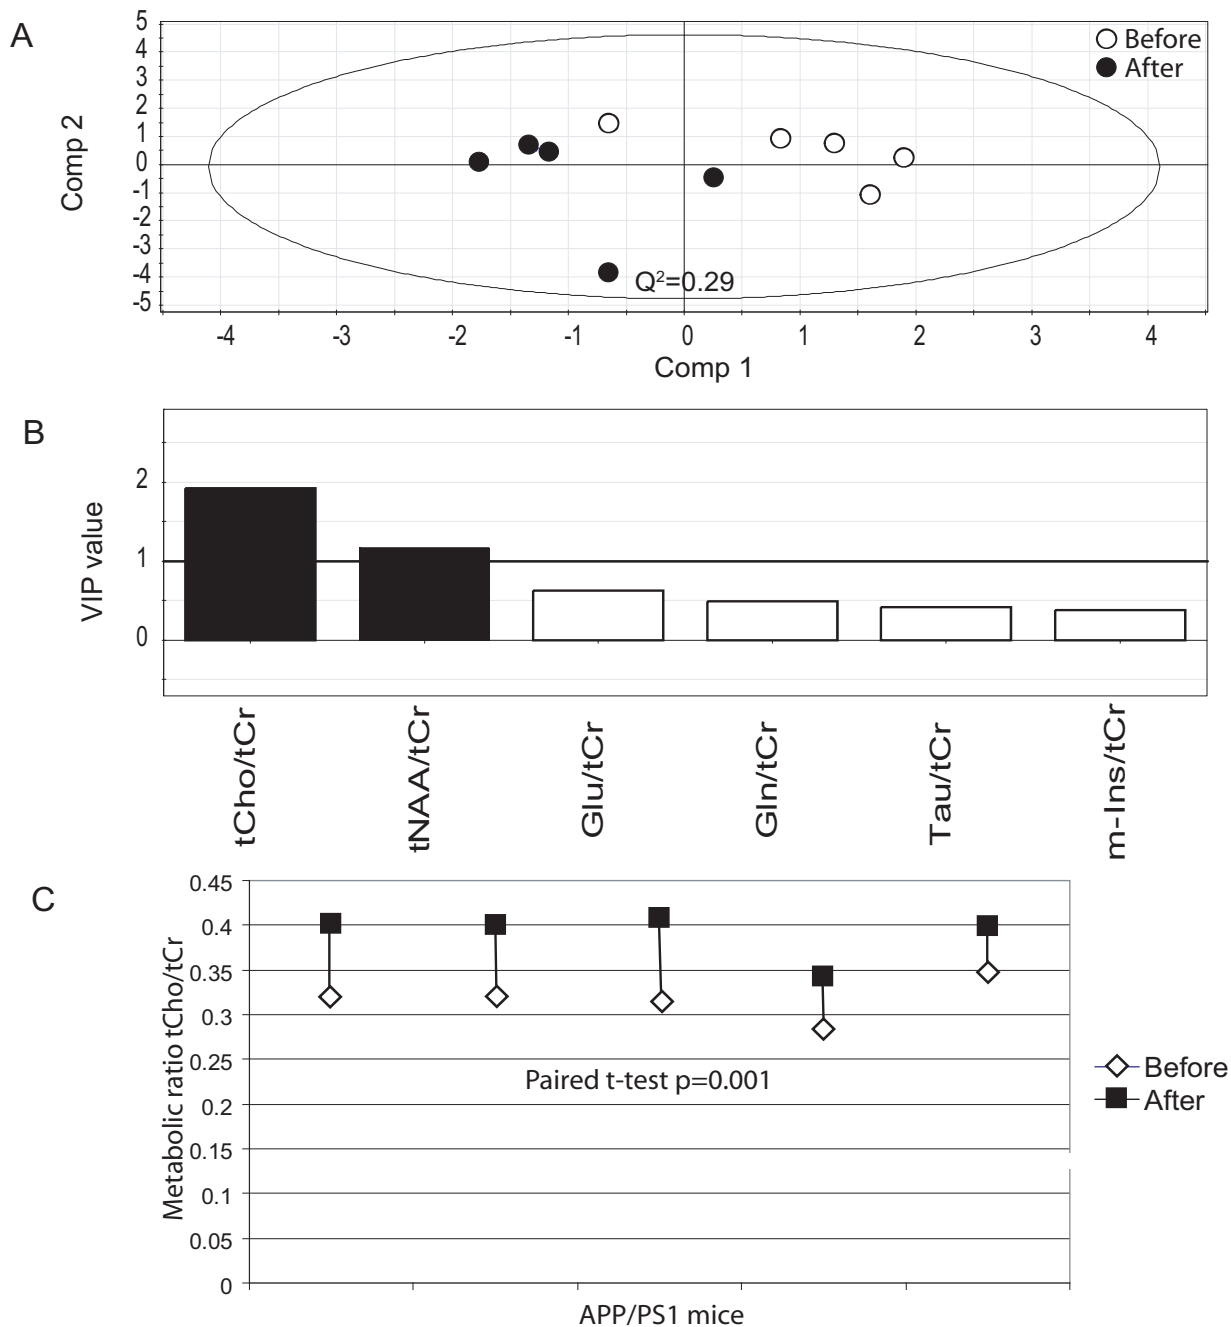 A
Before
After
Comp 2
5
4
3
2
1
0
-1
-2
-3
-4
-5
Q²=0.29
-4
-3
-2
-1
0
1
2
3
4
Comp 1
B
VIP value
2
1
0
tCho/tCr
tNAA/tCr
Glu/tCr
Gln/tCr
Tau/tCr
m-Ins/tCr
C
Metabolic ratio tCho/tCr
0.45
0.4
0.35
0.3
0.25
0.2
0.15
0.1
0.05
0
Paired t-test p=0.001
Before
After
APP/PS1 mice